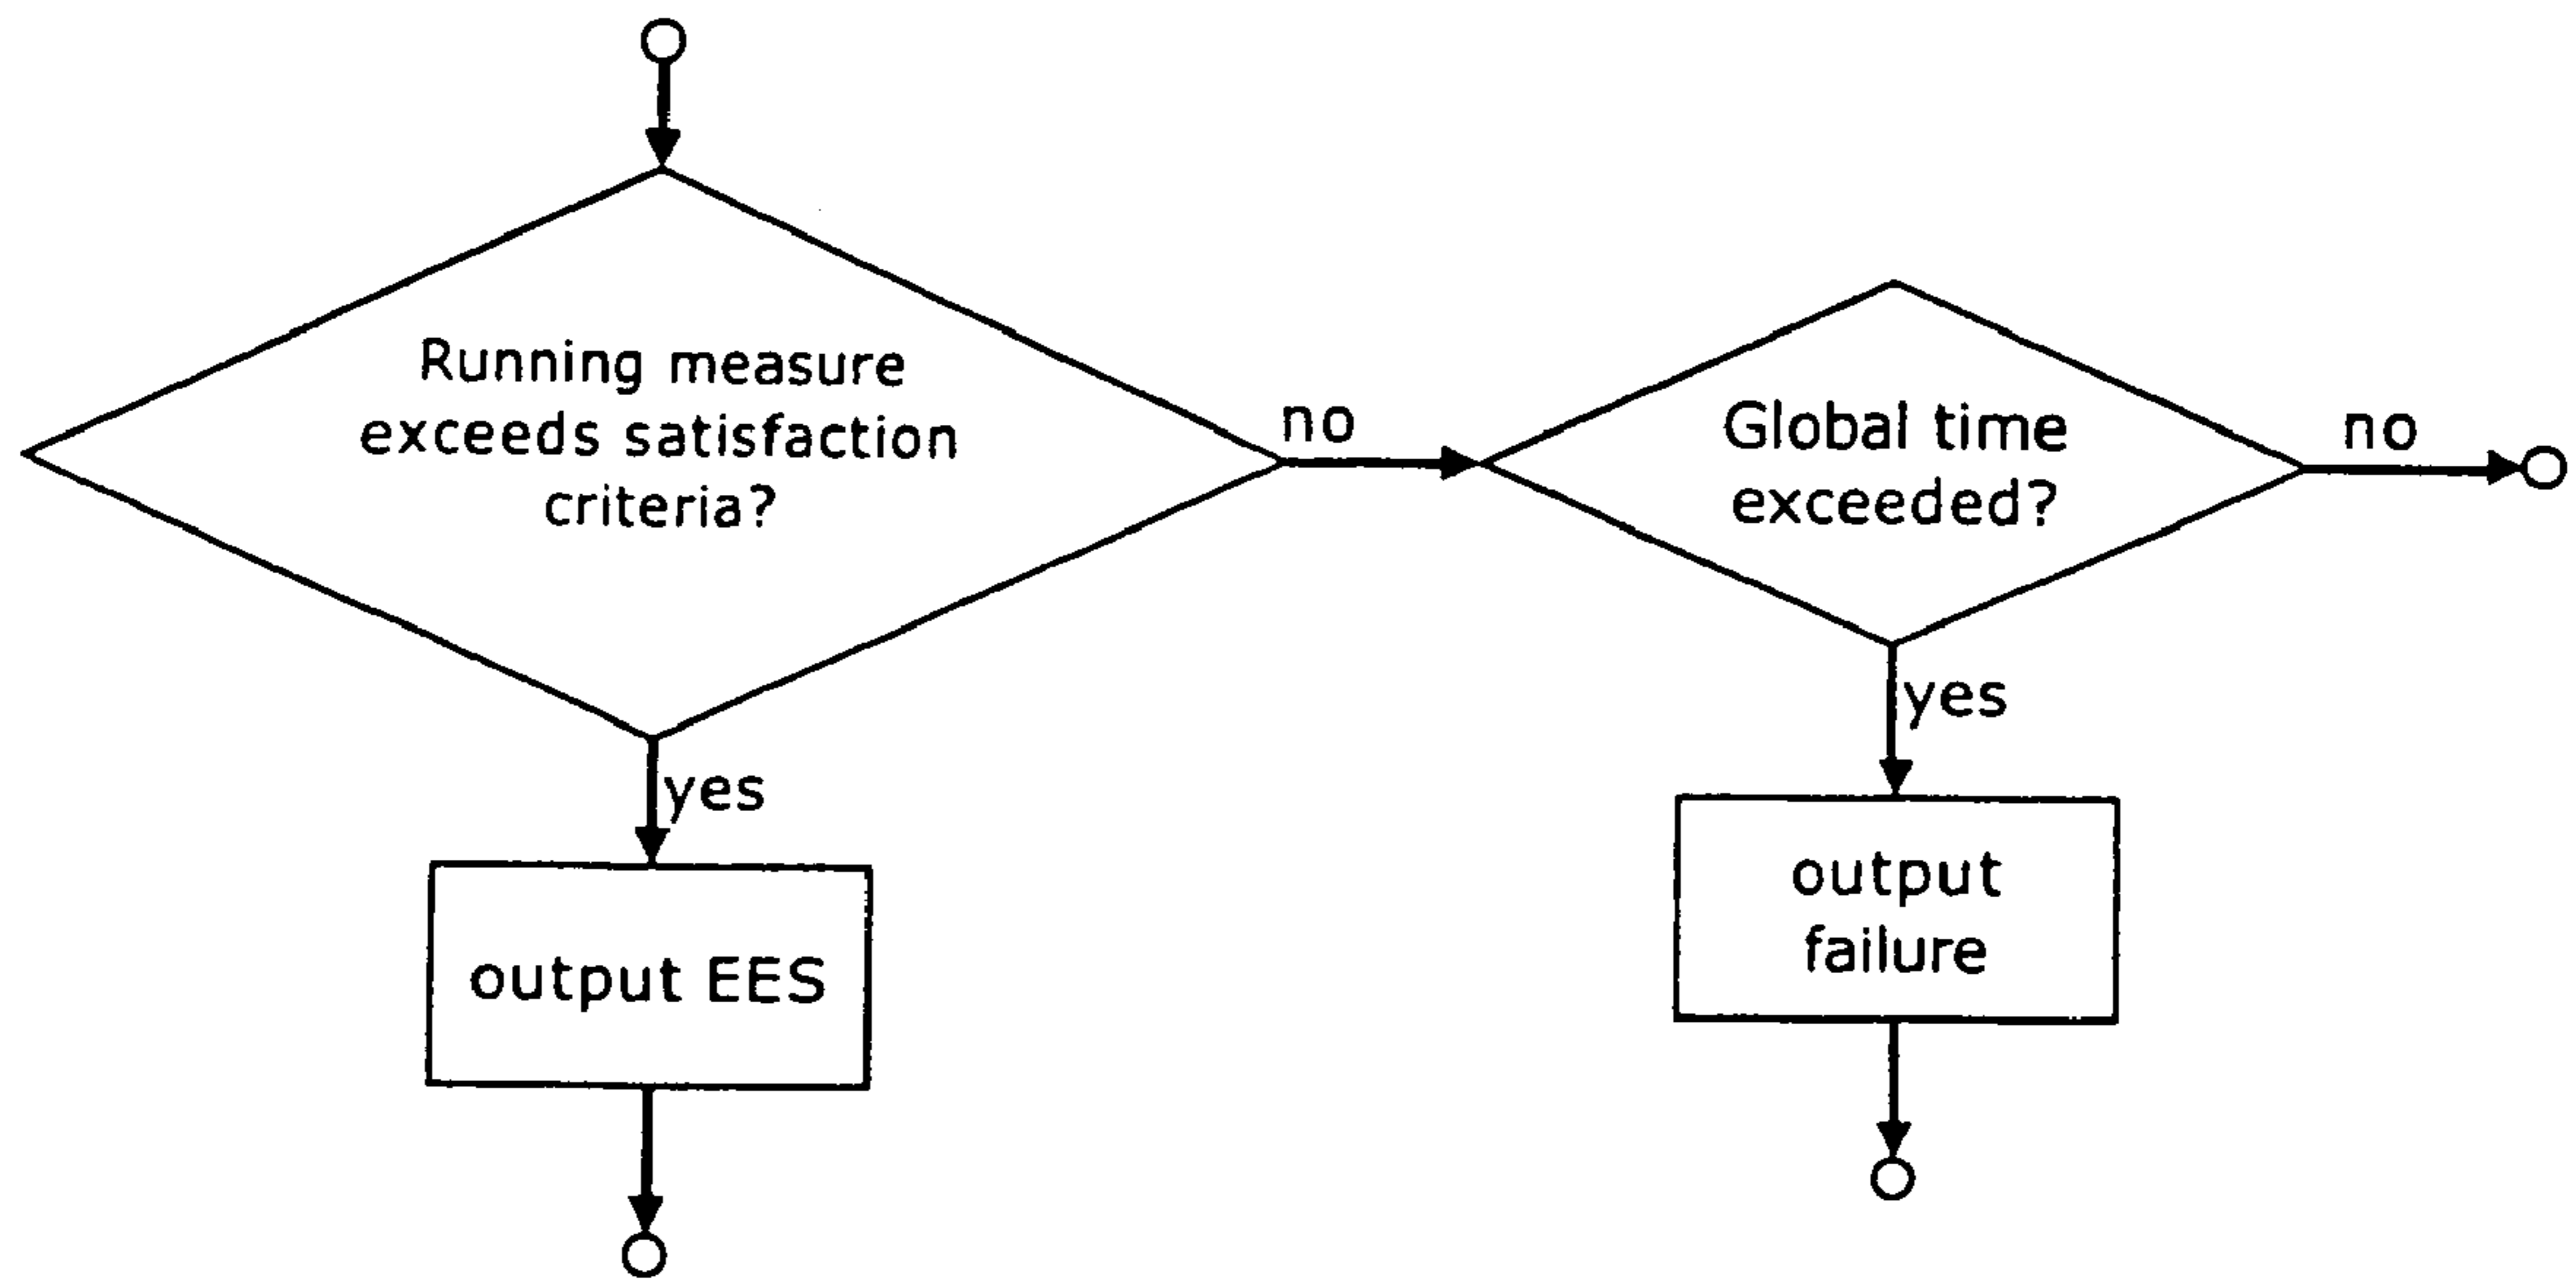 Running measure
exceeds satisfaction
criteria?
no
Global time
exceeded?
no
yes
output EES
yes
output
failure